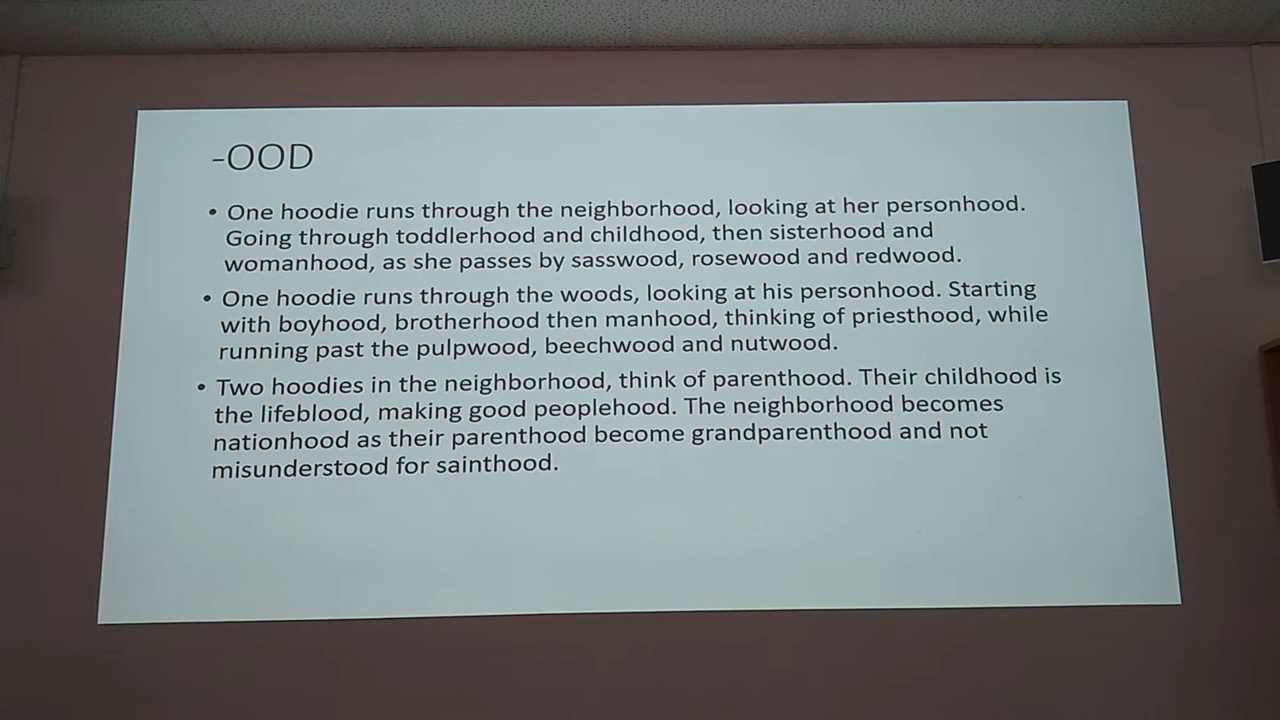 -OOD
• One hoodie runs through the neighborhood, looking at her personhood.
Going through toddlerhood and childhood, then sisterhood and
womanhood, as she passes by sasswood, rosewood and redwood.
• One hoodie runs through the woods, looking at his personhood. Starting
with boyhood, brotherhood then manhood, thinking of priesthood, while
running past the pulpwood, beechwood and nutwood.
• Two hoodies in the neighborhood, think of parenthood. Their childhood is
the lifeblood, making good peoplehood. The neighborhood becomes
nationhood as their parenthood become grandparenthood and not
misunderstood for sainthood.